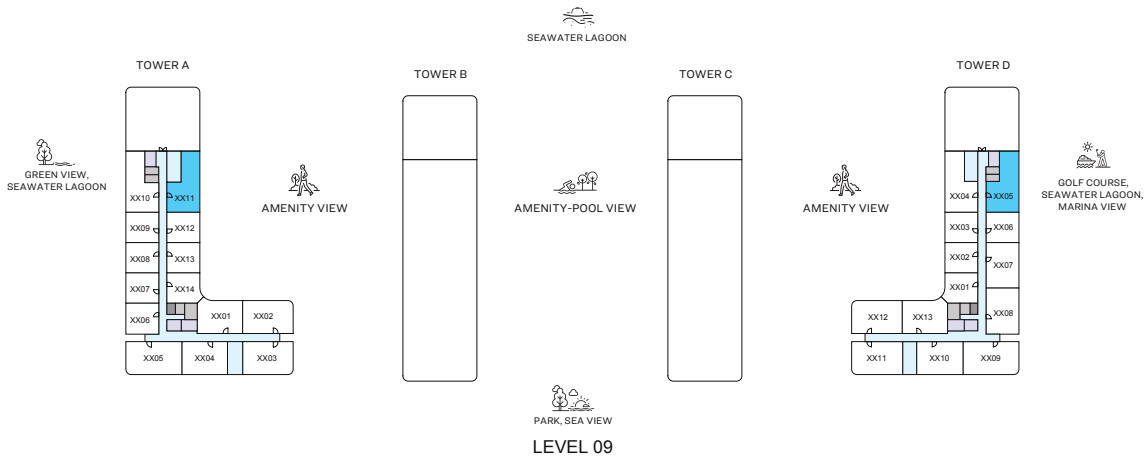 SEAWATER LAGOON
TOWER A
TOWER B
TOWER C
TOWER D
GREEN VIEW,
SEAWATER LAGOON
AMENITY VIEW
AMENITY-POOL VIEW
AMENITY VIEW
GOLF COURSE,
SEAWATER LAGOON,
MARINA VIEW
XX10
XX11
XX09
XX12
XX08
XX13
XX07
XX14
XX06
XX01
XX02
XX05
XX04
XX03
XX04
XX05
XX03
XX06
XX02
XX07
XX01
XX08
XX12
XX13
XX11
XX10
XX09
PARK, SEA VIEW
LEVEL 09